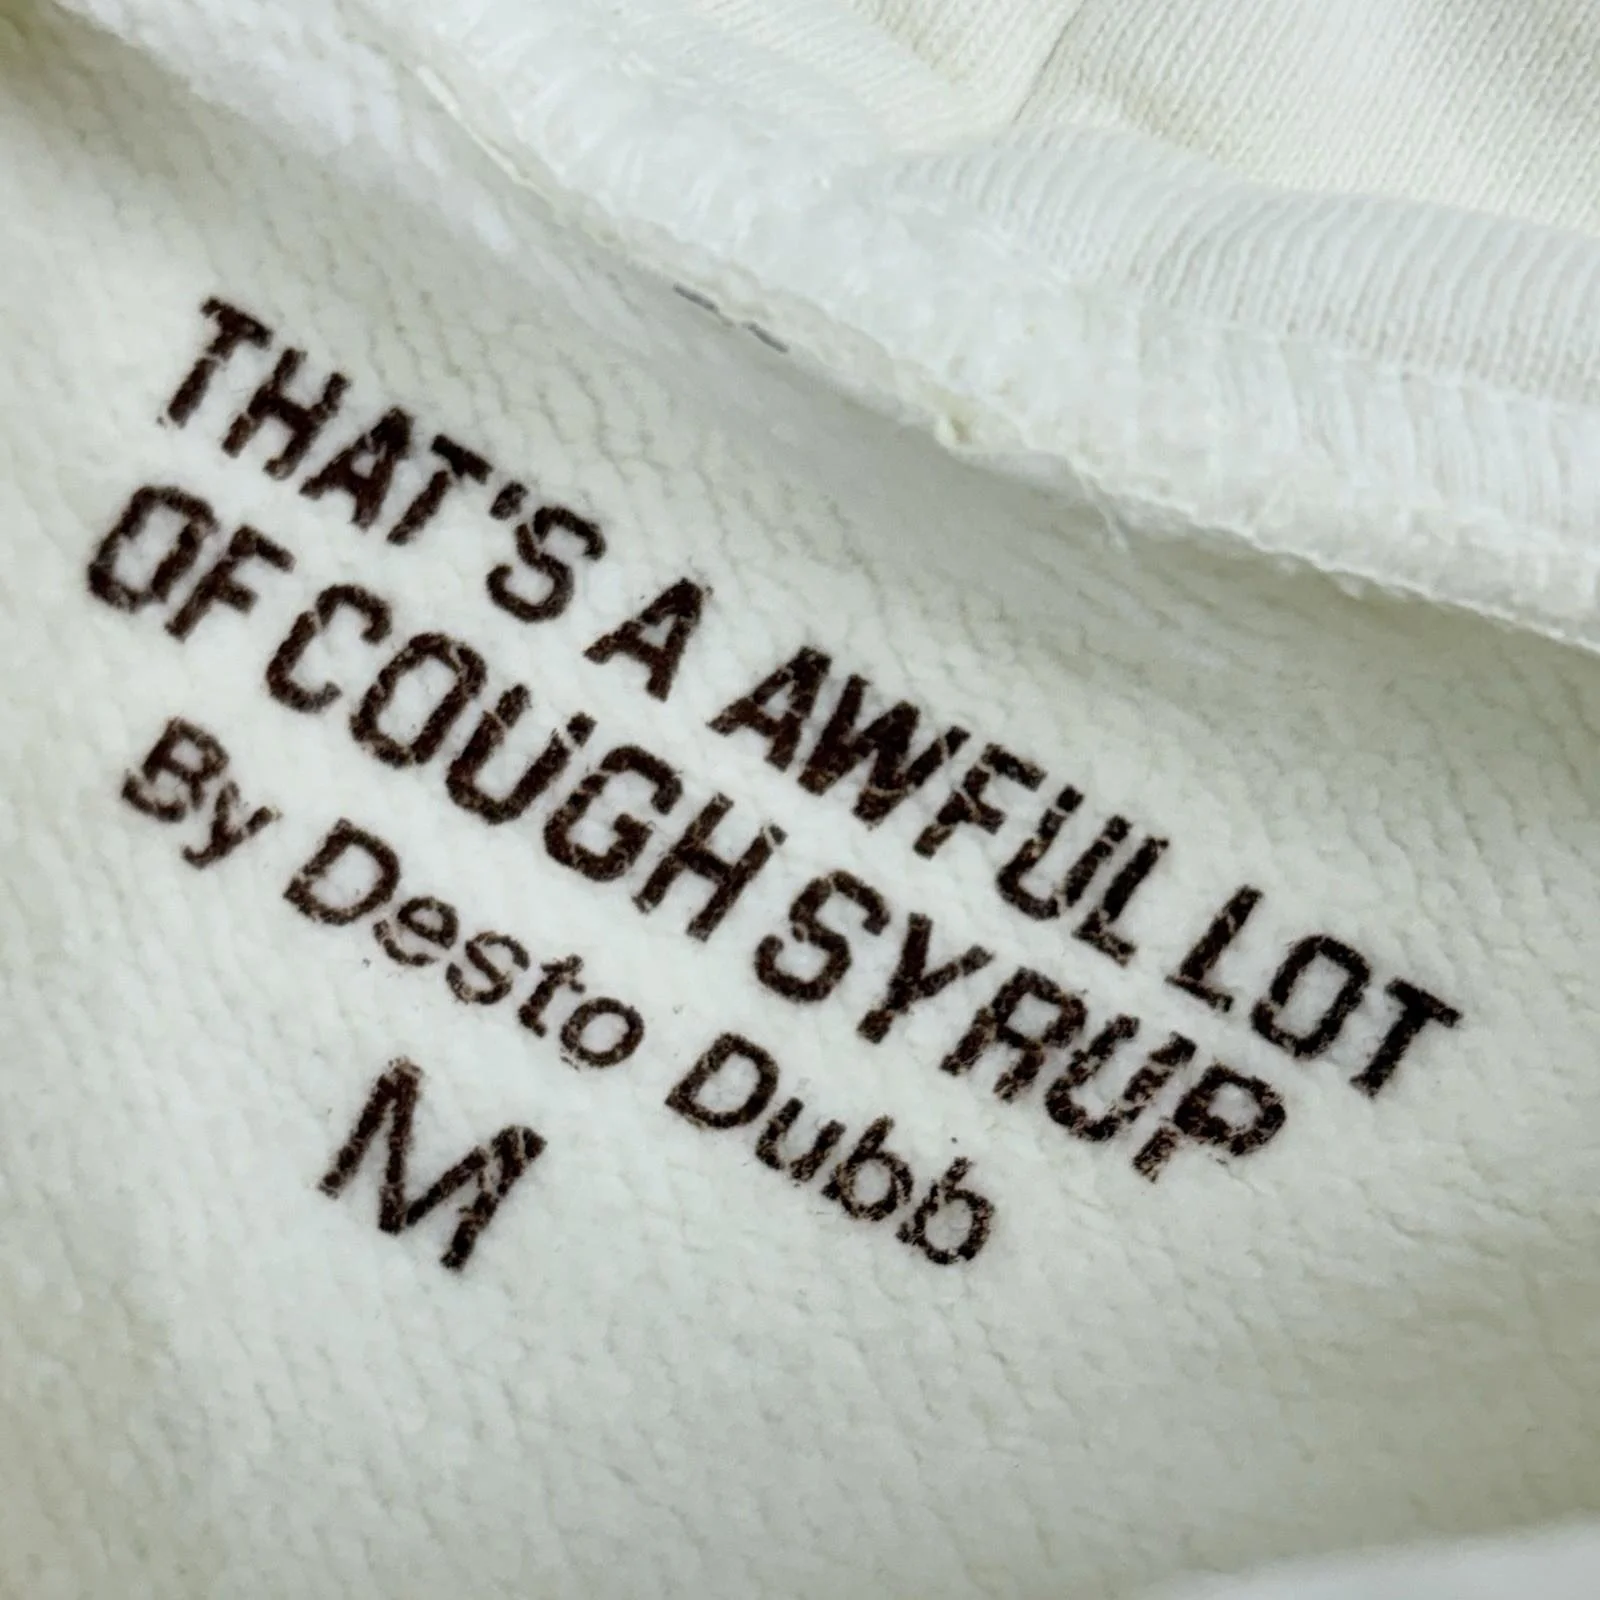 THAT'S A AWFUL LOT
OF COUGH SYRUP
By Desto Dubb
M